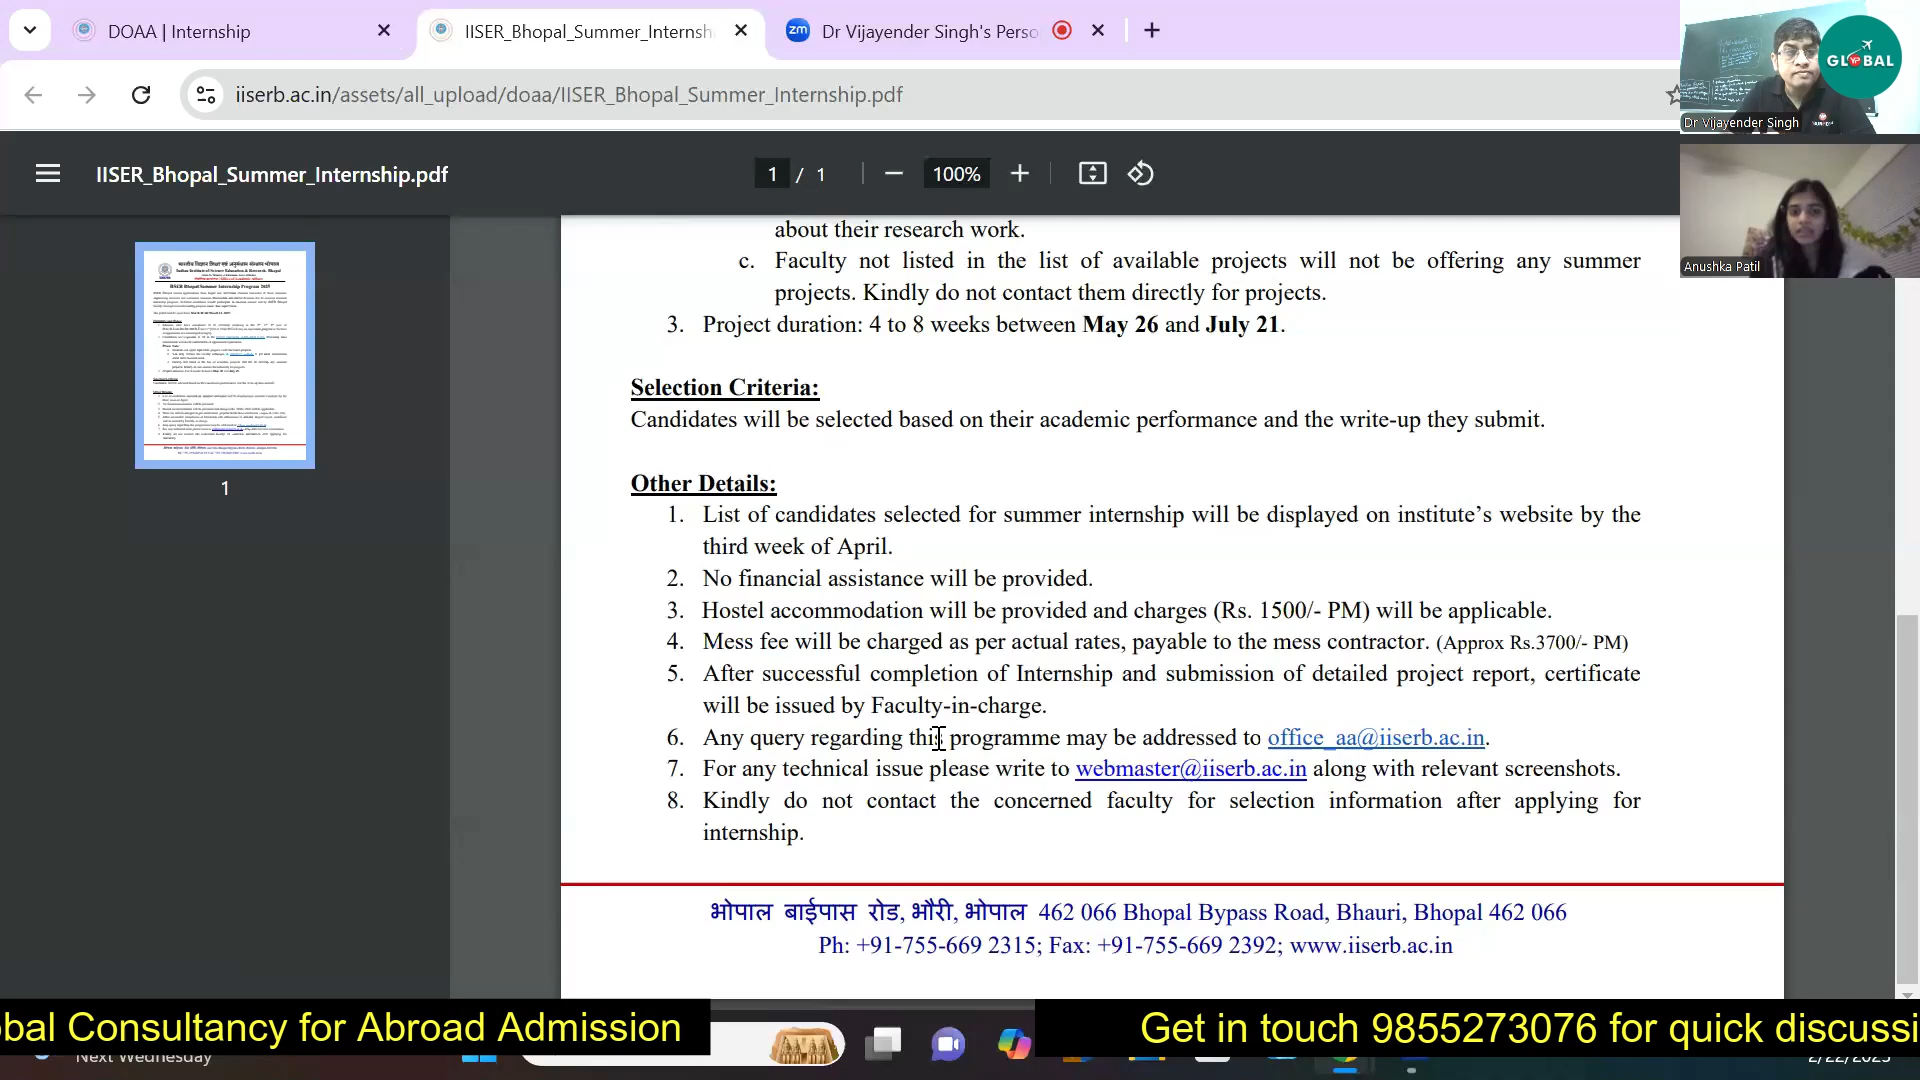 DOAA | Internship
IISER_Bhopal_Summer_Internsh
zm
Dr Vijayender Singh's Perso
iiserb.ac.in/assets/all_upload/doaa/IISER_Bhopal_Summer_Internship.pdf
GLOBAL
Dr Vijayender Singh
Anushka Patil
IISER_Bhopal_Summer_Internship.pdf
1 / 1
100%
1
about their research work.
c. Faculty not listed in the list of available projects will not be offering any summer
projects. Kindly do not contact them directly for projects.
3. Project duration: 4 to 8 weeks between May 26 and July 21.
Selection Criteria:
Candidates will be selected based on their academic performance and the write-up they submit.
Other Details:
1. List of candidates selected for summer internship will be displayed on institute’s website by the
third week of April.
2. No financial assistance will be provided.
3. Hostel accommodation will be provided and charges (Rs. 1500/- PM) will be applicable.
4. Mess fee will be charged as per actual rates, payable to the mess contractor. (Approx Rs.3700/- PM)
5. After successful completion of Internship and submission of detailed project report, certificate
will be issued by Faculty-in-charge.
6. Any query regarding this programme may be addressed to office_aa@iiserb.ac.in.
7. For any technical issue please write to webmaster@iiserb.ac.in along with relevant screenshots.
8. Kindly do not contact the concerned faculty for selection information after applying for
internship.
भोपाल बाईपास रोड, भौरी, भोपाल 462 066 Bhopal Bypass Road, Bhauri, Bhopal 462 066
Ph: +91-755-669 2315; Fax: +91-755-669 2392; www.iiserb.ac.in
obal Consultancy for Abroad Admission
Get in touch 9855273076 for quick discussi
Next Wednesday
2/22/2025